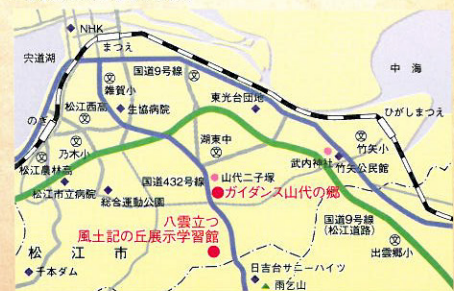 NHK
まつえ
宍道湖
中海
国道9号線
雑賀小
東光台団地
松江西高
生協病院
のぎ
ひがしまつえ
湖東中
竹矢小
乃木小
武内神社
竹矢公民館
松江農林高
山代二子塚
松江市立病院
国道432号線
ガイダンス山代の郷
総合運動公園
八雲立つ
風土記の丘展示学習館
国道9号線
(松江道路)
出雲郷小
松江市
千本ダム
日吉台サニーハイツ
雨乞山